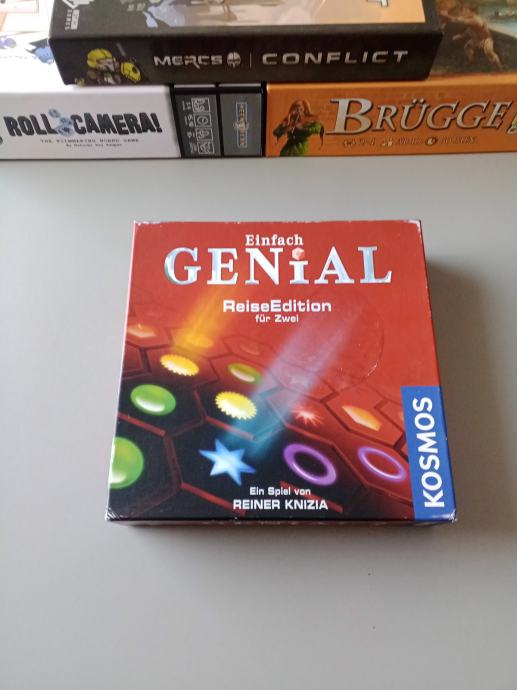 MERCS | CONFLICT
ROLL CAMERA!
THE FILMMAKING BOARD GAME
BRÜGGE
Einfach
GENiAL
ReiseEdition
für Zwei
KOSMOS
Ein Spiel von
REINER KNIZIA